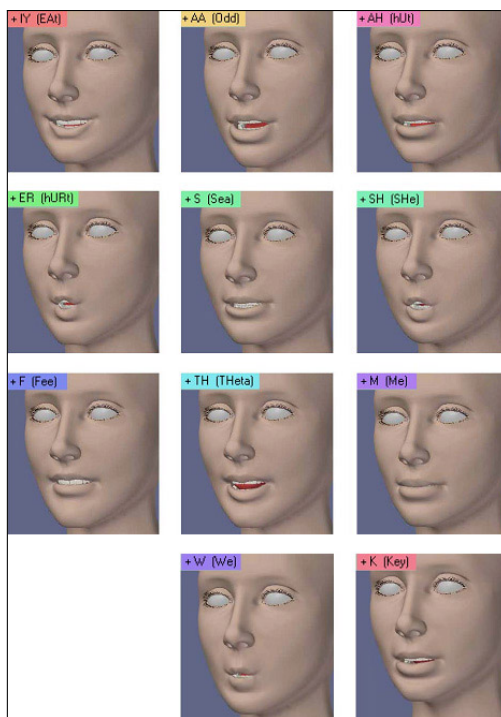 + IY (EAt)
+ AA (Odd)
+ AH (hUt)
+ ER (hURt)
+ S (Sea)
+ SH (SHe)
+ F (Fee)
+ TH (THeta)
+ M (Me)
+ W (We)
+ K (Key)